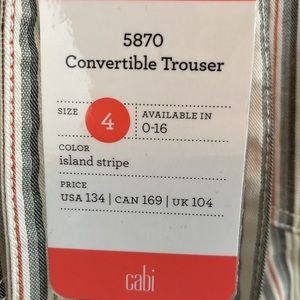 5870
Convertible Trouser
SIZE 4 AVAILABLE IN
0-16
COLOR
island stripe
PRICE
USA 134 | CAN 169 | UK 104
cabi